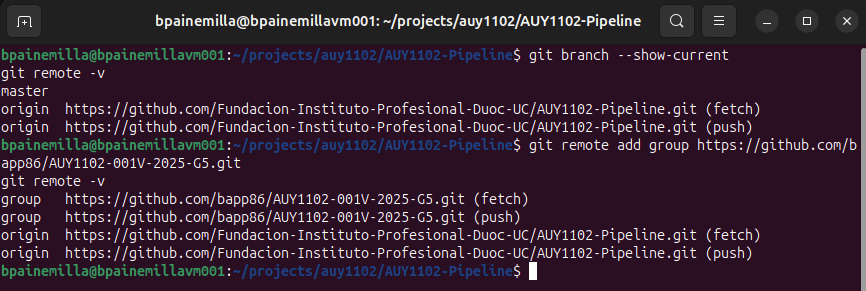 bpainemilla@bpainemillavm001: ~/projects/auy1102/AUY1102-Pipeline
bpainemilla@bpainemillavm001:~/projects/auy1102/AUY1102-Pipeline$ git branch --show-current
git remote -v
master
origin  https://github.com/Fundacion-Instituto-Profesional-Duoc-UC/AUY1102-Pipeline.git (fetch)
origin  https://github.com/Fundacion-Instituto-Profesional-Duoc-UC/AUY1102-Pipeline.git (push)
bpainemilla@bpainemillavm001:~/projects/auy1102/AUY1102-Pipeline$ git remote add group https://github.com/b
app86/AUY1102-001V-2025-G5.git
git remote -v
group   https://github.com/bapp86/AUY1102-001V-2025-G5.git (fetch)
group   https://github.com/bapp86/AUY1102-001V-2025-G5.git (push)
origin  https://github.com/Fundacion-Instituto-Profesional-Duoc-UC/AUY1102-Pipeline.git (fetch)
origin  https://github.com/Fundacion-Instituto-Profesional-Duoc-UC/AUY1102-Pipeline.git (push)
bpainemilla@bpainemillavm001:~/projects/auy1102/AUY1102-Pipeline$